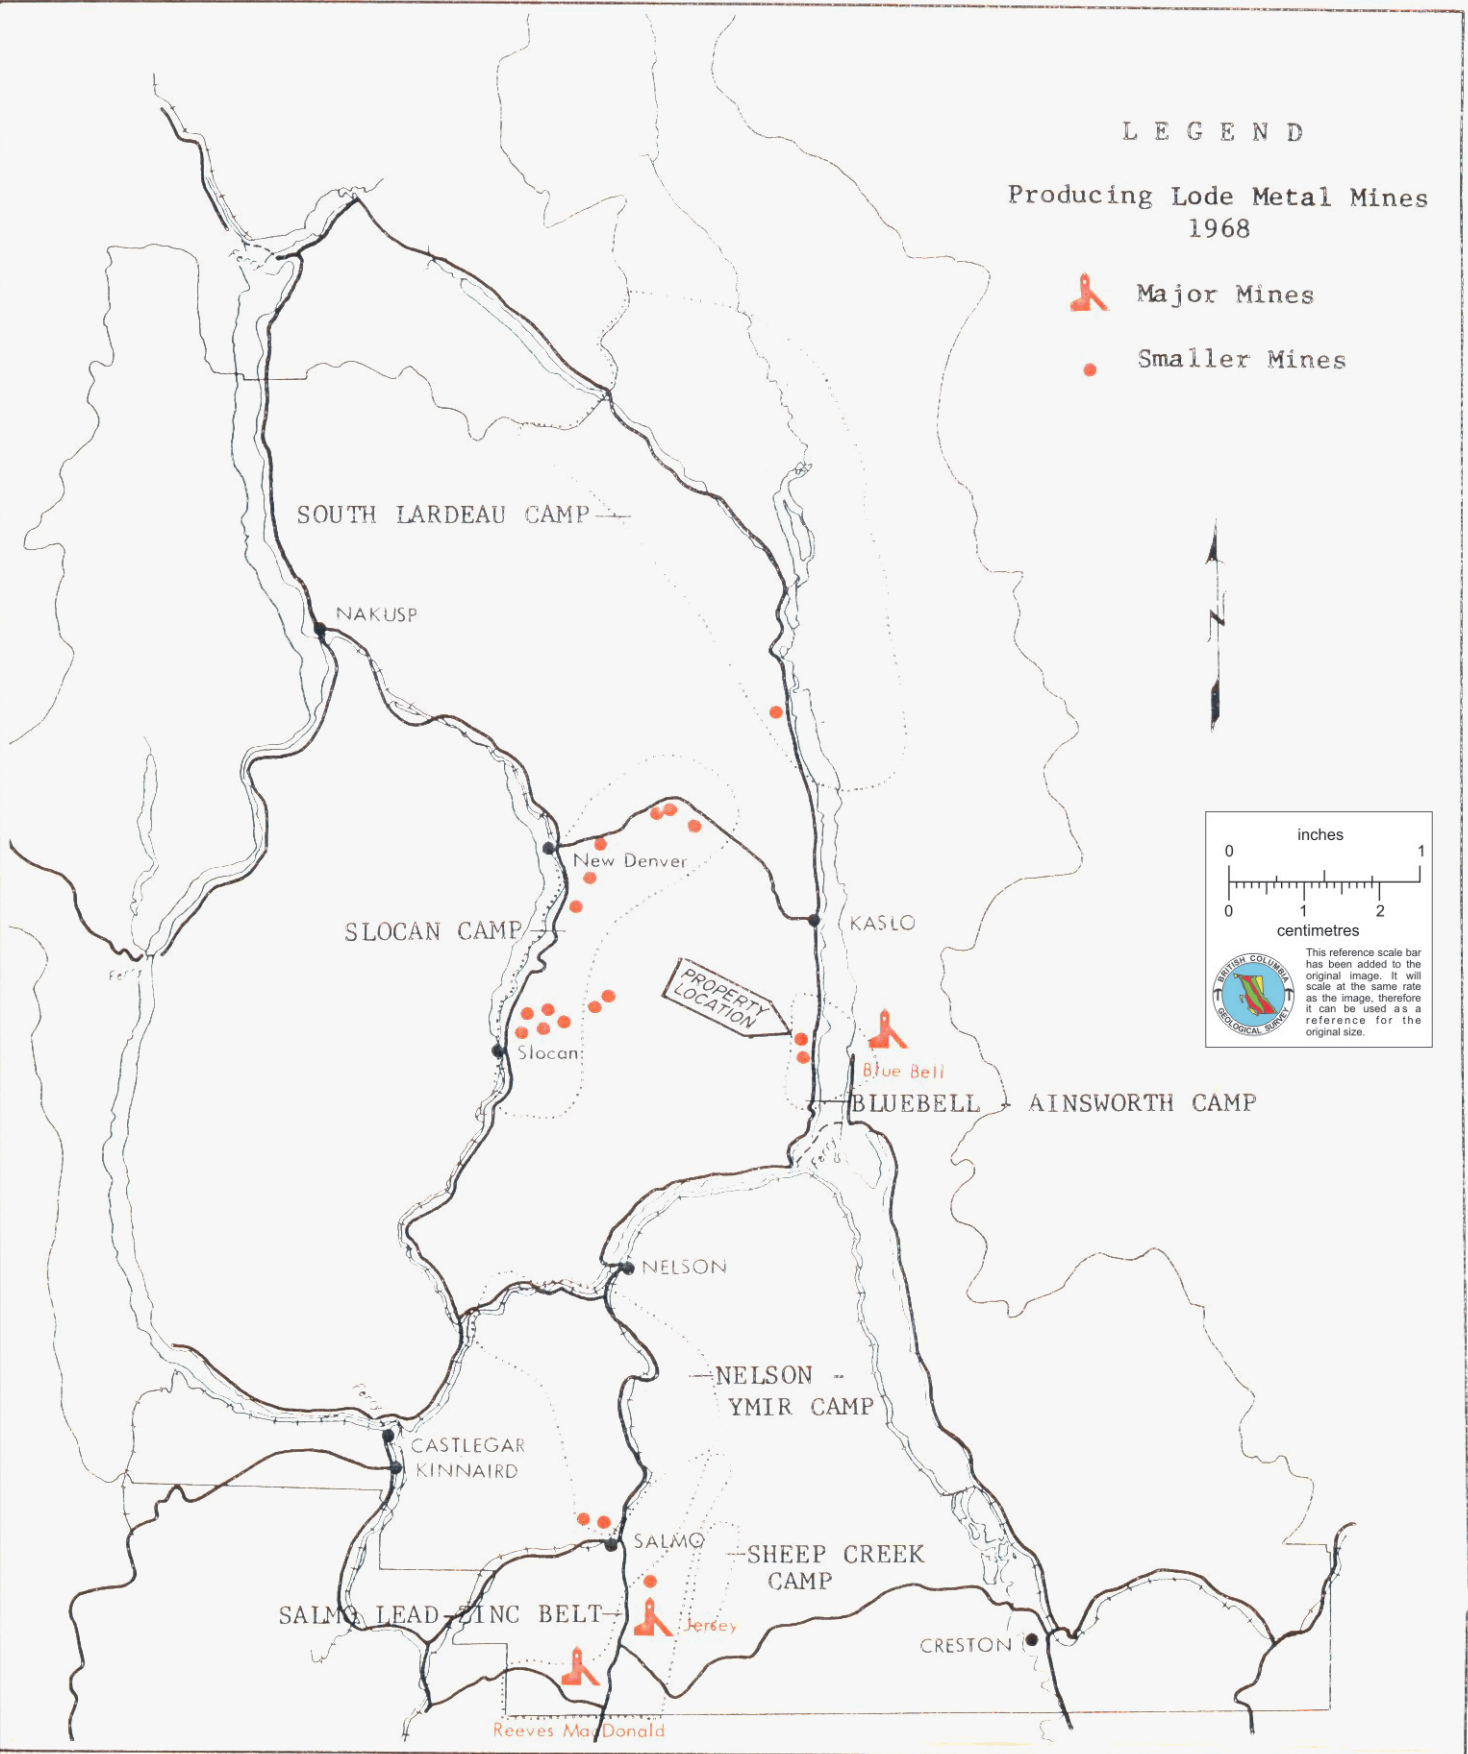 L E G E N D
Producing Lode Metal Mines
1968
Major Mines
Smaller Mines
SOUTH LARDEAU CAMP
N
NAKUSP
New Denver
SLOCAN CAMP
KASLO
Ferry
PROPERTY
LOCATION
Slocan
Blue Bell
BLUEBELL - AINSWORTH CAMP
inches
0 1
0 1 2
centimetres
BRITISH COLUMBIA
GEOLOGICAL SURVEY
This reference scale bar
has been added to the
original image. It will
scale at the same rate
as the image, therefore
it can be used as a
reference for the
original size.
NELSON
NELSON -
YMIR CAMP
Ferry
CASTLEGAR
KINNAIRD
SALMO
SHEEP CREEK
CAMP
SALMO LEAD-ZINC BELT
Jersey
CRESTON
Reeves MacDonald